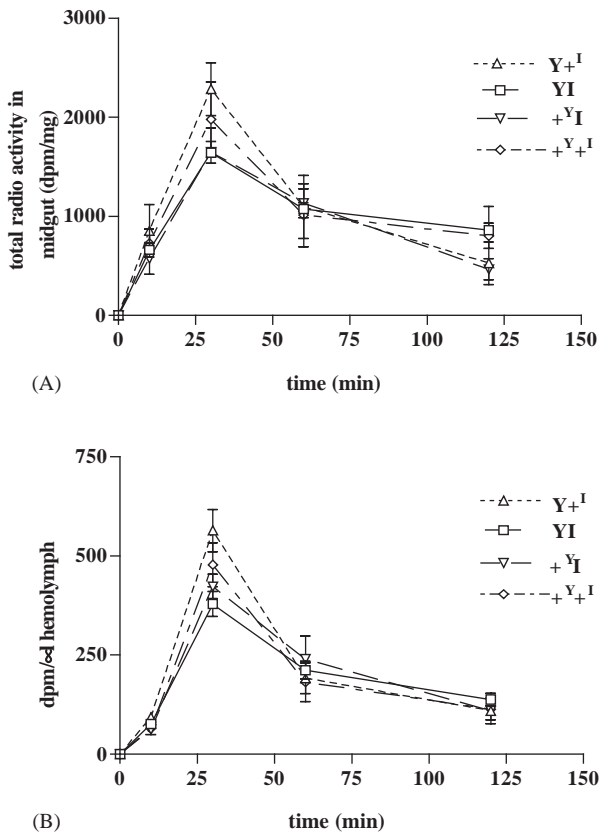 3000
2000
1000
0
total radio activity in
midgut (dpm/mg)
Y+ᴵ
YI
+ʸI
+ʸ+ᴵ
0 25 50 75 100 125 150
(A) time (min)
750
500
250
0
dpm/∝l hemolymph
Y+ᴵ
YI
+ʸI
+ʸ+ᴵ
0 25 50 75 100 125 150
(B) time (min)